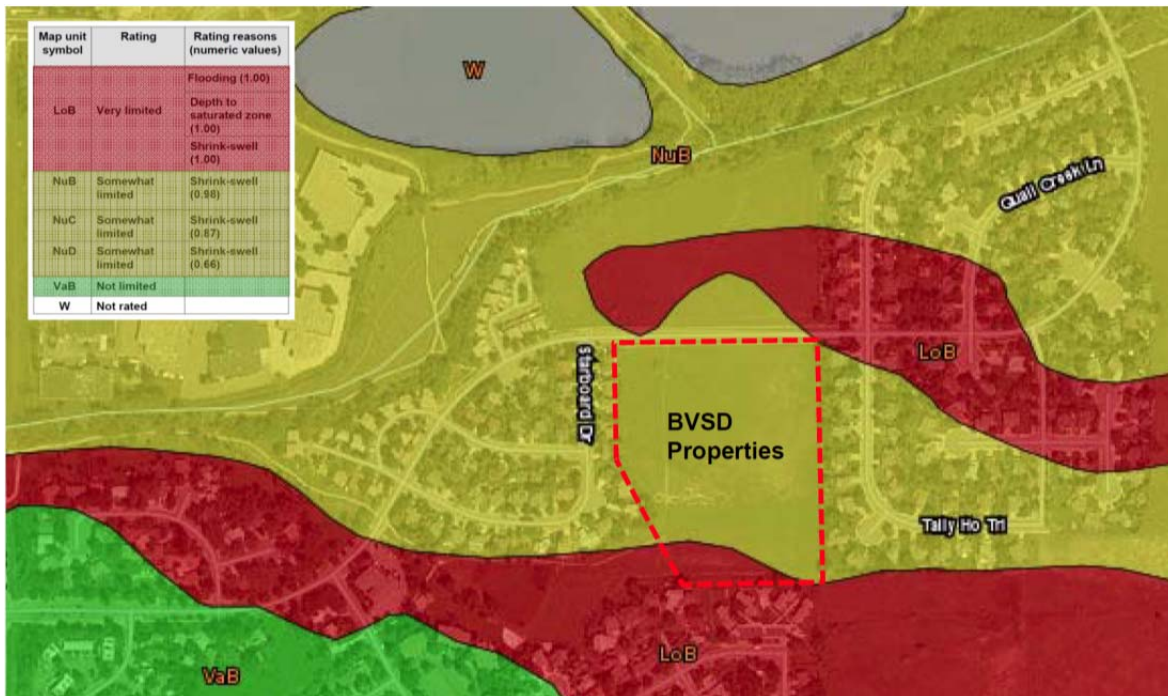 Map unit symbol Rating Rating reasons (numeric values)
LoB Very limited Flooding (1.00)
Depth to saturated zone (1.00)
Shrink-swell (1.00)
NuB Somewhat limited Shrink-swell (0.98)
NuC Somewhat limited Shrink-swell (0.87)
NuD Somewhat limited Shrink-swell (0.66)
VaB Not limited
W Not rated
W
NuB
Quail Creek Ln
LoB
starboard Dr
BVSD
Properties
Tally Ho Trl
LoB
VaB